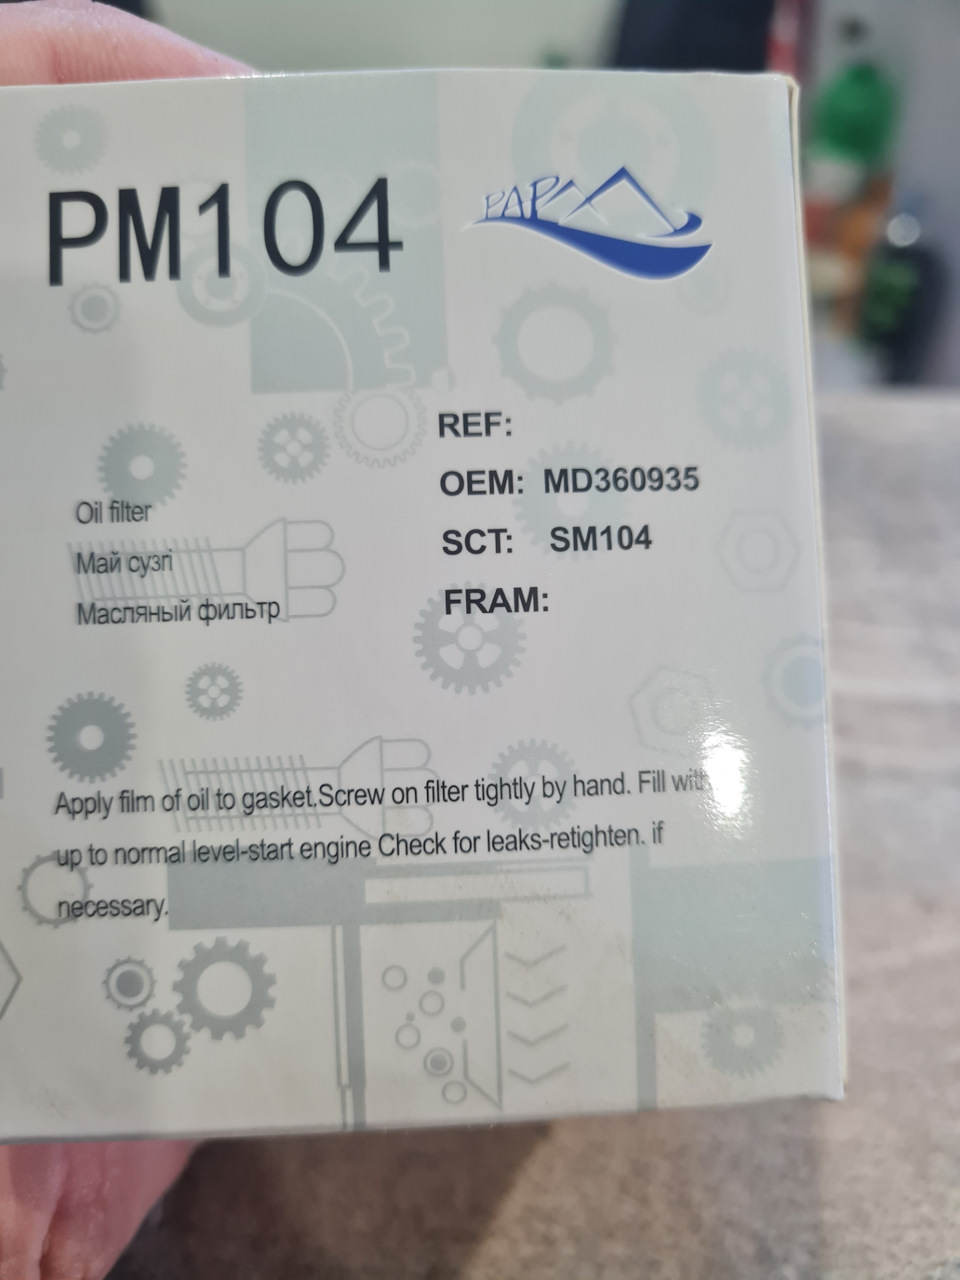 PM104
PAP
REF:
OEM: MD360935
SCT: SM104
FRAM:
Oil filter
Май сүзгі
Масляный фильтр
Apply film of oil to gasket.Screw on filter tightly by hand. Fill with
up to normal level-start engine Check for leaks-retighten. if
necessary.